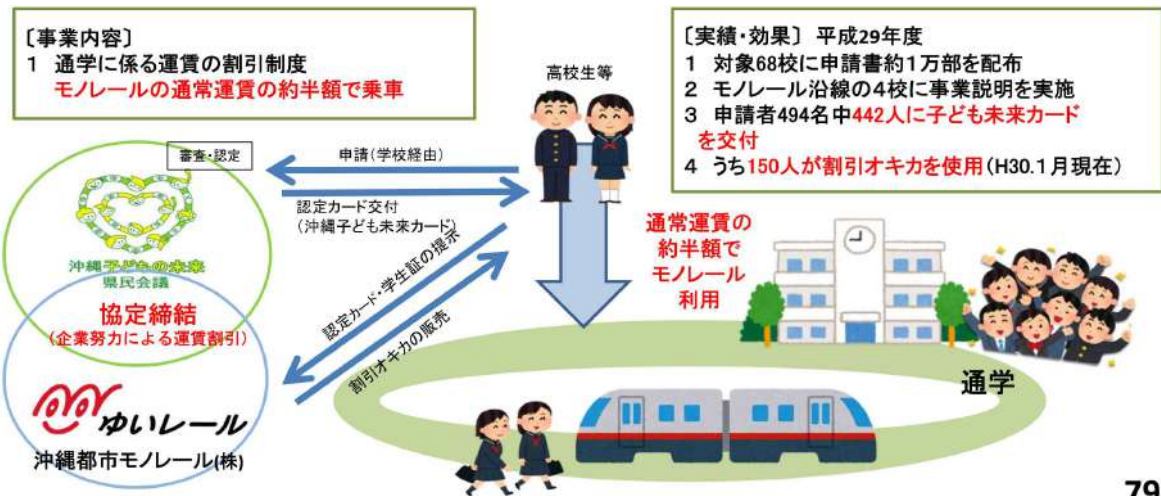 〔事業内容〕
1 通学に係る運賃の割引制度
モノレールの通常運賃の約半額で乗車
高校生等
〔実績・効果〕 平成29年度
1 対象68校に申請書約1万部を配布
2 モノレール沿線の4校に事業説明を実施
3 申請者494名中442人に子ども未来カード
を交付
4 うち150人が割引オキカを使用(H30.1月現在)
審査・認定
申請(学校経由)
認定カード交付
(沖縄子ども未来カード)
認定カード・学生証の提示
割引オキカの販売
沖縄子どもの未来
県民会議
協定締結
(企業努力による運賃割引)
ゆいレール
沖縄都市モノレール(株)
通常運賃の
約半額で
モノレール
利用
通学
79